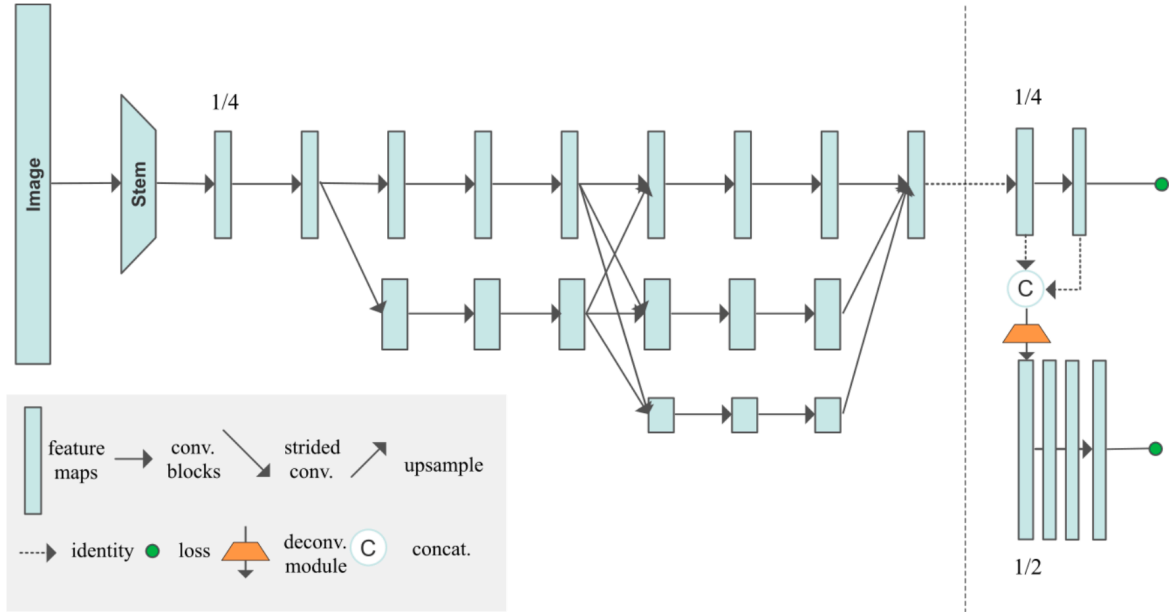 Image
Stem
1/4
1/4
C
1/2
feature
maps
conv.
blocks
strided
conv.
upsample
identity
loss
deconv.
module
C
concat.